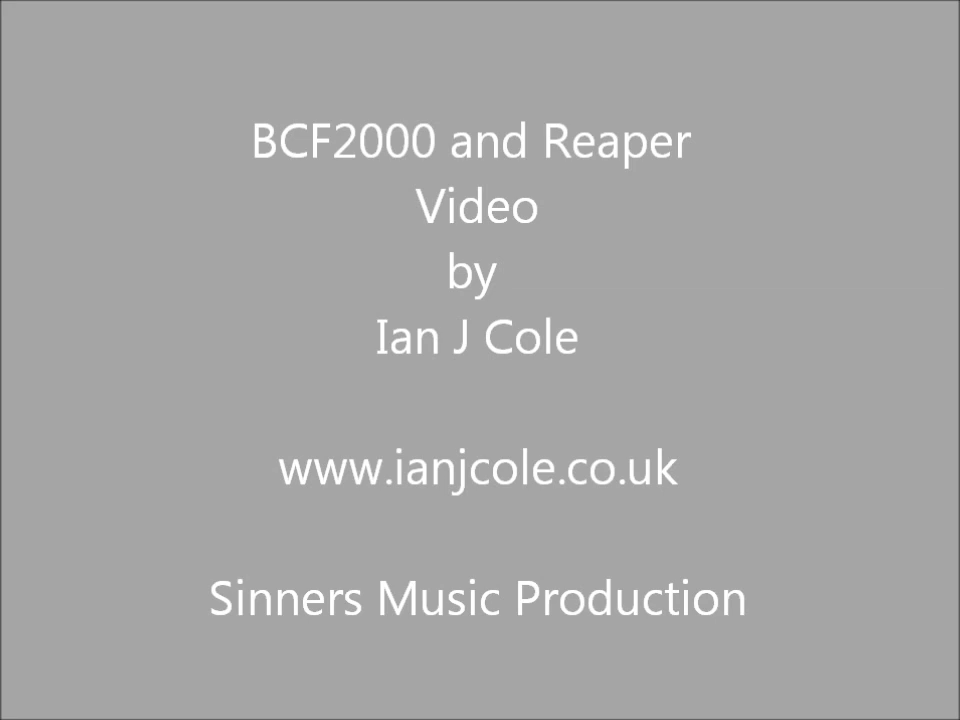 BCF2000 and Reaper
Video
by
Ian J Cole
www.ianjcole.co.uk
Sinners Music Production